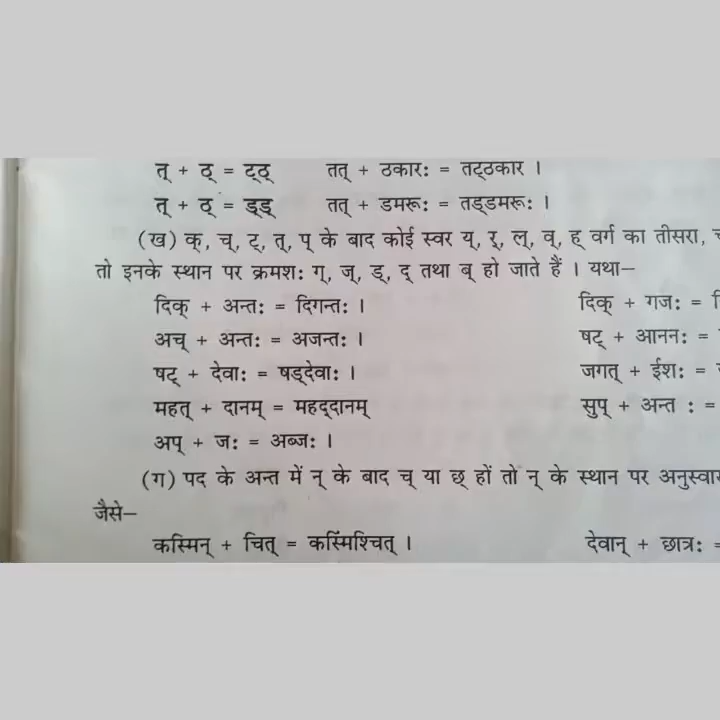 त् + ठ् = ट्ठ् तत् + ठकारः = तट्ठकार ।
त् + ठ् = ड्ड् तत् + डमरूः = तड्डमरूः ।
(ख) क्, च्, ट्, त्, प् के बाद कोई स्वर य्, र्, ल्, व्, ह् वर्ग का तीसरा,
तो इनके स्थान पर क्रमशः ग्, ज्, ड्, द् तथा ब् हो जाते हैं । यथा–
दिक् + अन्तः = दिगन्तः । दिक् + गजः =
अच् + अन्तः = अजन्तः । षट् + आननः =
षट् + देवाः = षड्देवाः । जगत् + ईशः =
महत् + दानम् = महद्दानम् सुप् + अन्त : =
अप् + जः = अब्जः ।
(ग) पद के अन्त में न् के बाद च् या छ् हों तो न् के स्थान पर अनुस्वार
जैसे–
कस्मिन् + चित् = कस्मिंश्चित् । देवान् + छात्रः =